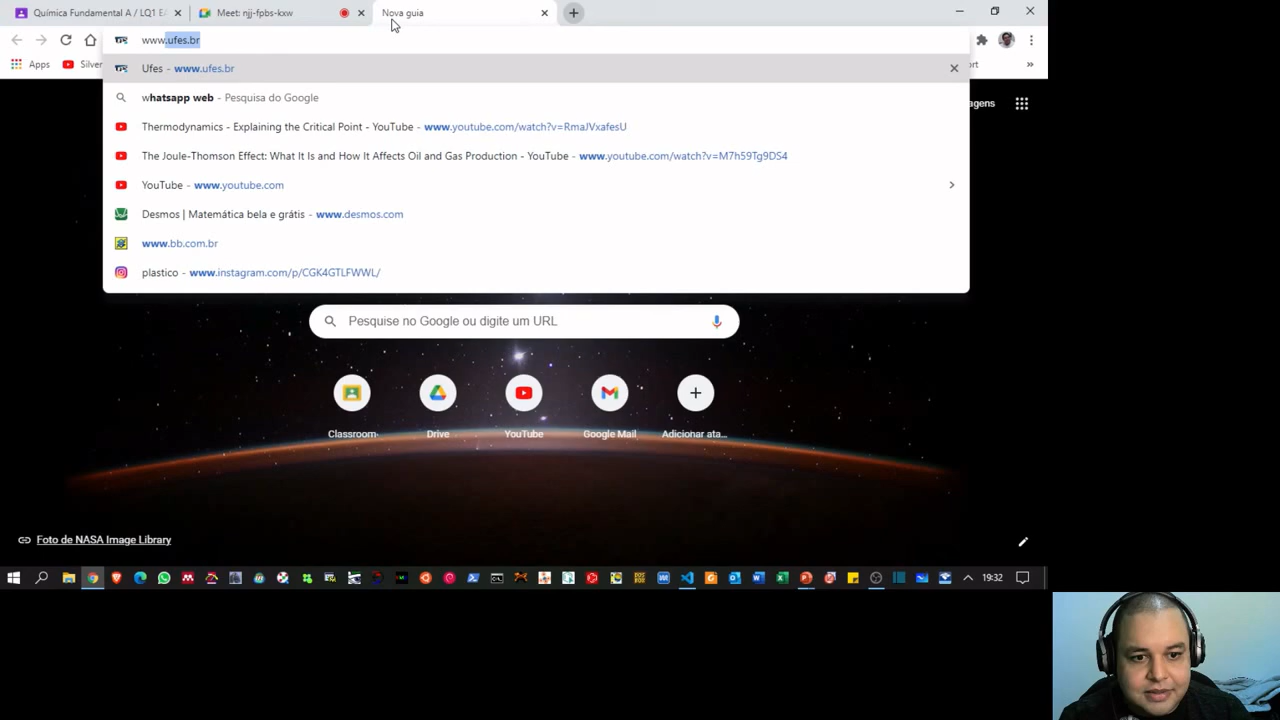 Química Fundamental A / LQ1 EA
Meet: njj-fpbs-kxw
Nova guia
www.ufes.br
Apps
Silver
Ufes - www.ufes.br
whatsapp web - Pesquisa do Google
Thermodynamics - Explaining the Critical Point - YouTube - www.youtube.com/watch?v=RmaJVxafesU
The Joule-Thomson Effect: What It Is and How It Affects Oil and Gas Production - YouTube - www.youtube.com/watch?v=M7h59Tg9DS4
YouTube - www.youtube.com
Desmos | Matemática bela e grátis - www.desmos.com
www.bb.com.br
plastico - www.instagram.com/p/CGK4GTLFWWL/
ort
agens
Pesquise no Google ou digite um URL
Classroom
Drive
YouTube
Google Mail
Adicionar ata...
Foto de NASA Image Library
19:32